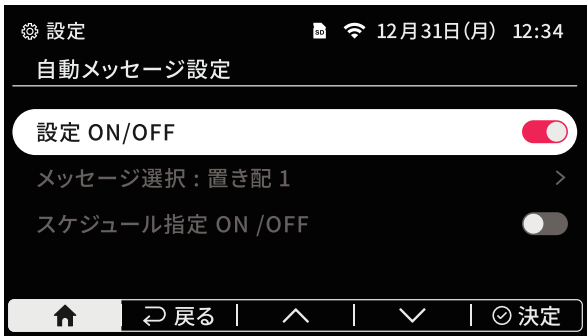 設定 SD 12月31日(月) 12:34
自動メッセージ設定
設定 ON/OFF
メッセージ選択:置き配 1
スケジュール指定 ON /OFF
戻る 決定